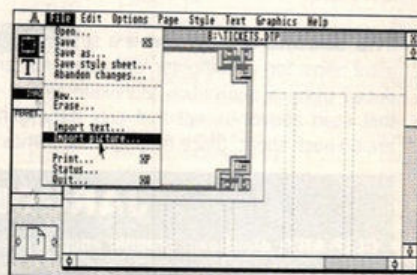 File Edit Options Page Style Text Graphics Help
B:\TICKETS.DTP
Open...
Save ⌘S
Save as...
Save style sheet...
Abandon changes...
New...
Erase...
Import text...
Import picture...
Print... ⌘P
Status...
Quit... ⌘Q
T
1